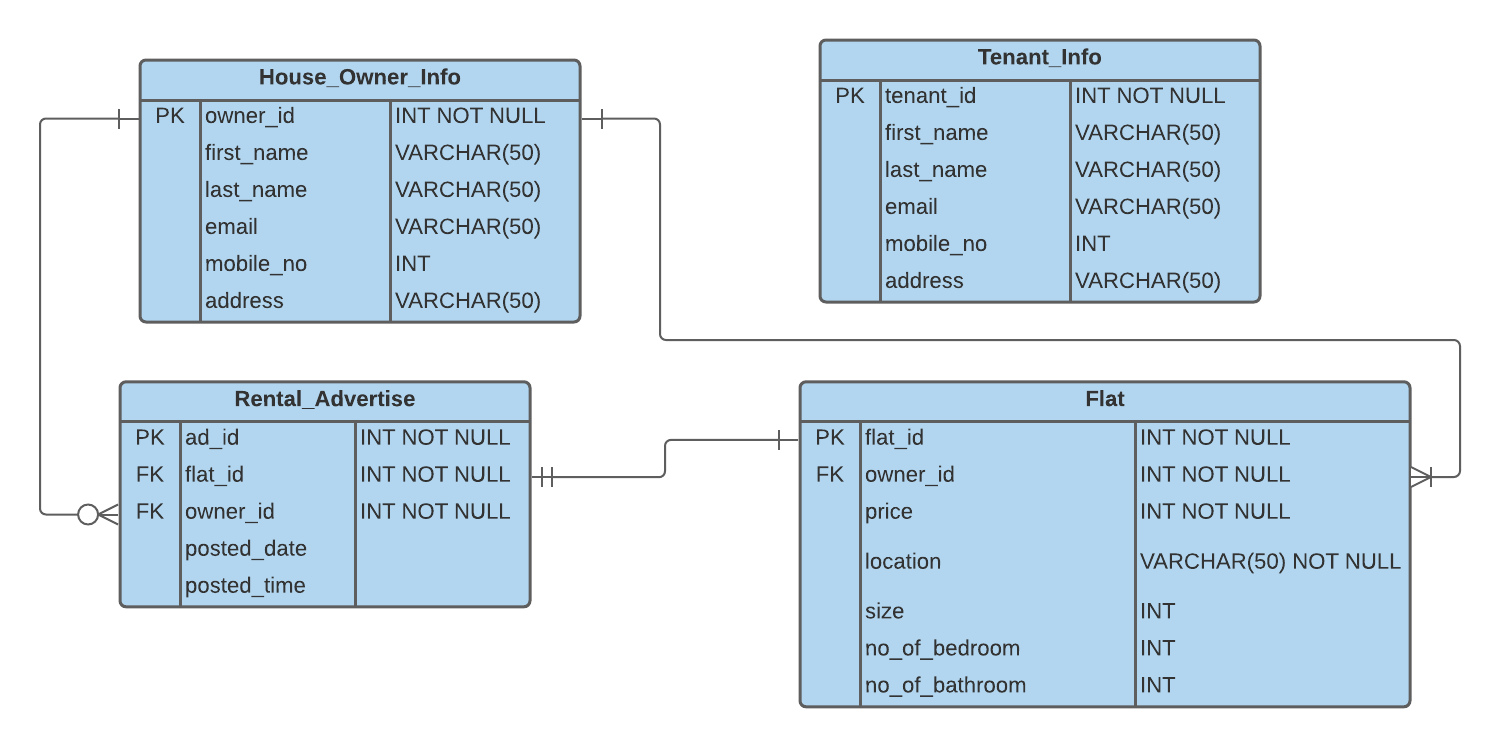 House_Owner_Info
PK owner_id INT NOT NULL
first_name VARCHAR(50)
last_name VARCHAR(50)
email VARCHAR(50)
mobile_no INT
address VARCHAR(50)
Tenant_Info
PK tenant_id INT NOT NULL
first_name VARCHAR(50)
last_name VARCHAR(50)
email VARCHAR(50)
mobile_no INT
address VARCHAR(50)
Rental_Advertise
PK ad_id INT NOT NULL
FK flat_id INT NOT NULL
FK owner_id INT NOT NULL
posted_date
posted_time
Flat
PK flat_id INT NOT NULL
FK owner_id INT NOT NULL
price INT NOT NULL
location VARCHAR(50) NOT NULL
size INT
no_of_bedroom INT
no_of_bathroom INT